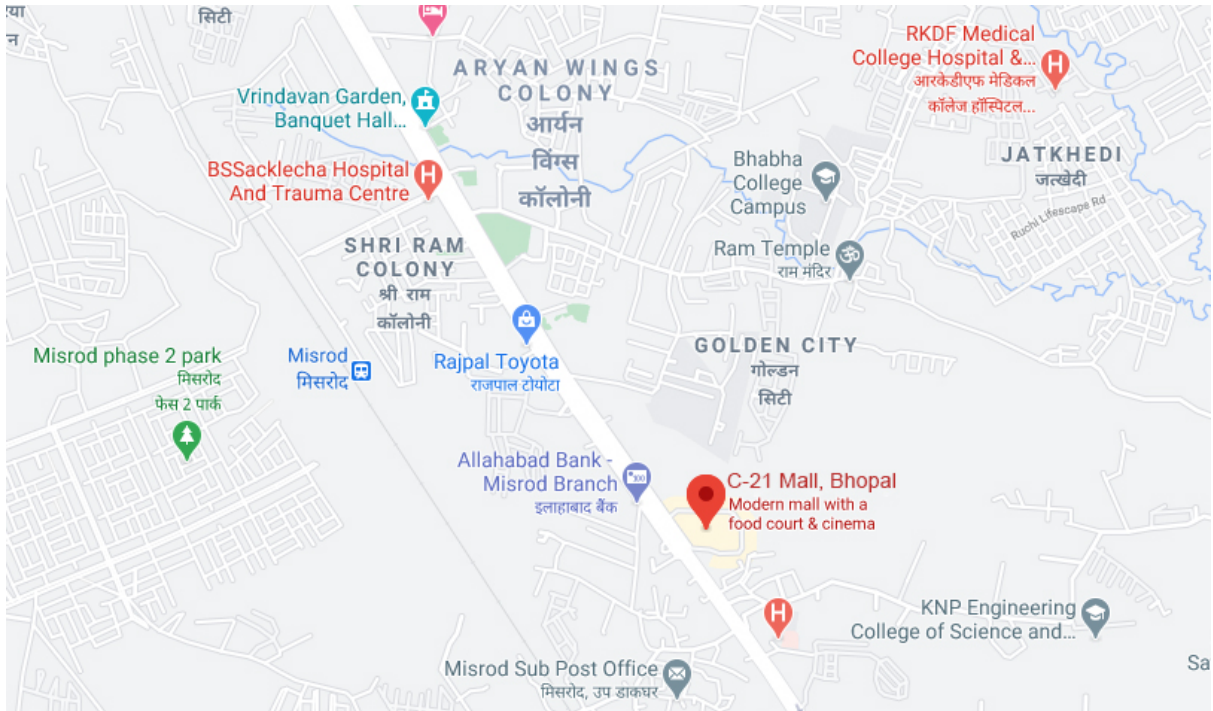 या
न
सिटी
ARYAN WINGS
COLONY
आर्यन
विंग्स
कॉलोनी
RKDF Medical
College Hospital &...
आरकेडीएफ मेडिकल
कॉलेज हॉस्पिटल...
Vrindavan Garden,
Banquet Hall...
BSSacklecha Hospital
And Trauma Centre
Bhabha
College
Campus
JATKHEDI
जत्खेदी
Ruchi Lifescape Rd
SHRI RAM
COLONY
श्री राम
कॉलोनी
Ram Temple
राम मंदिर
Misrod phase 2 park
मिसरोद
फेस 2 पार्क
Misrod
मिसरोद
Rajpal Toyota
राजपाल टोयोटा
GOLDEN CITY
गोल्डन
सिटी
Allahabad Bank -
Misrod Branch
इलाहाबाद बैंक
C-21 Mall, Bhopal
Modern mall with a
food court & cinema
KNP Engineering
College of Science and...
Misrod Sub Post Office
मिसरोद, उप डाकघर
Sa